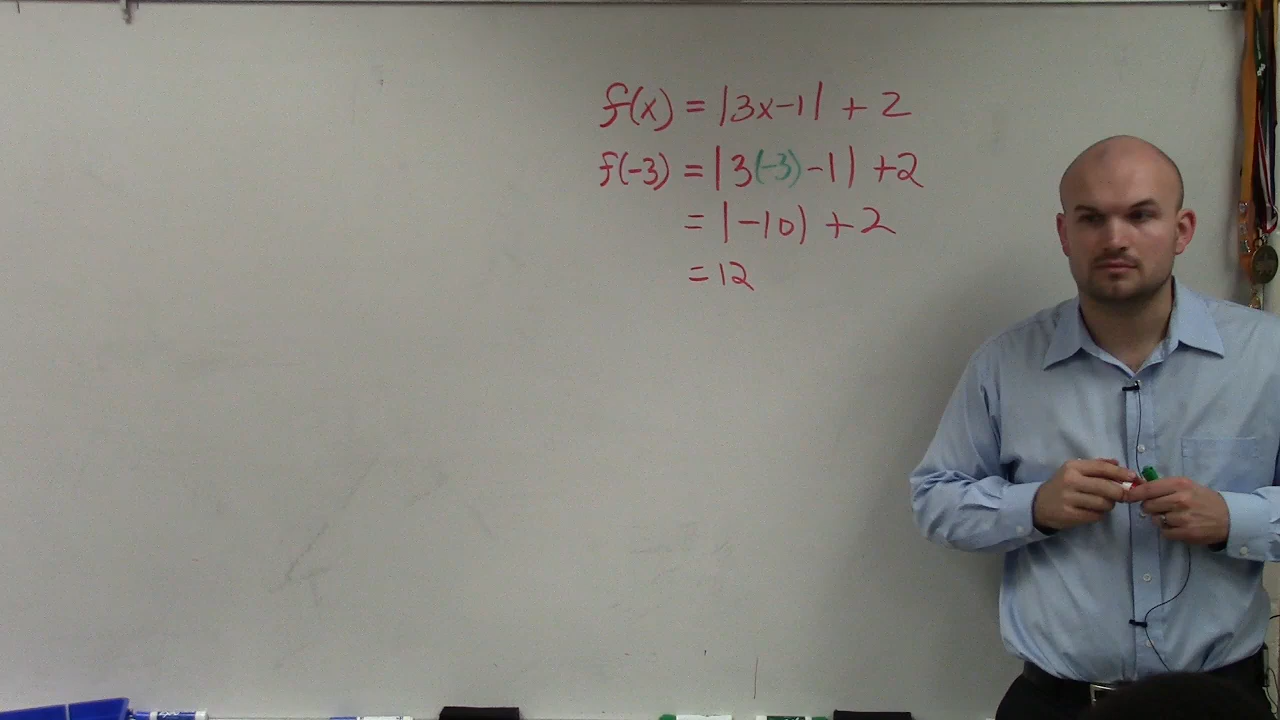 f(x) = |3x-1| + 2
f(-3) = |3(-3)-1| +2
= |-10| +2
= 12